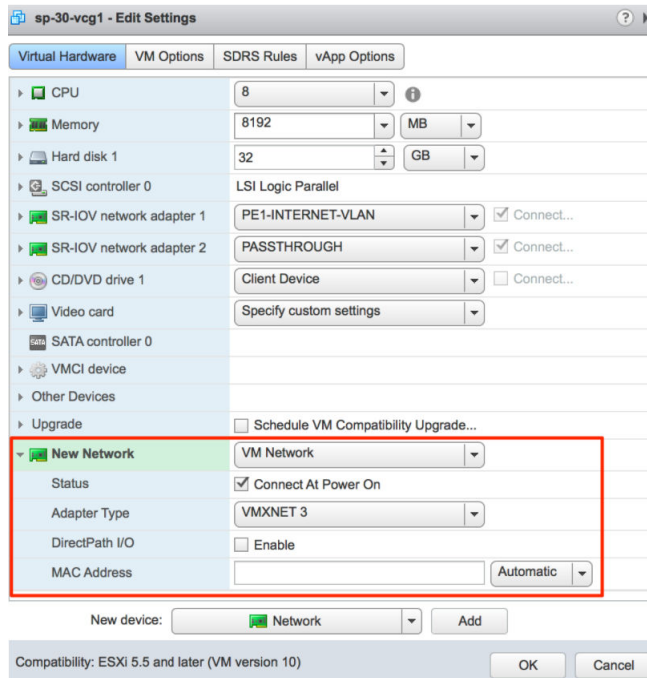 sp-30-vcg1 - Edit Settings ?
Virtual Hardware VM Options SDRS Rules vApp Options
CPU 8
Memory 8192 MB
Hard disk 1 32 GB
SCSI controller 0 LSI Logic Parallel
SR-IOV network adapter 1 PE1-INTERNET-VLAN Connect...
SR-IOV network adapter 2 PASSTHROUGH Connect...
CD/DVD drive 1 Client Device Connect...
Video card Specify custom settings
SATA SATA controller 0
VMCI device
Other Devices
Upgrade Schedule VM Compatibility Upgrade...
New Network VM Network
Status Connect At Power On
Adapter Type VMXNET 3
DirectPath I/O Enable
MAC Address Automatic
New device: Network Add
Compatibility: ESXi 5.5 and later (VM version 10) OK Cancel